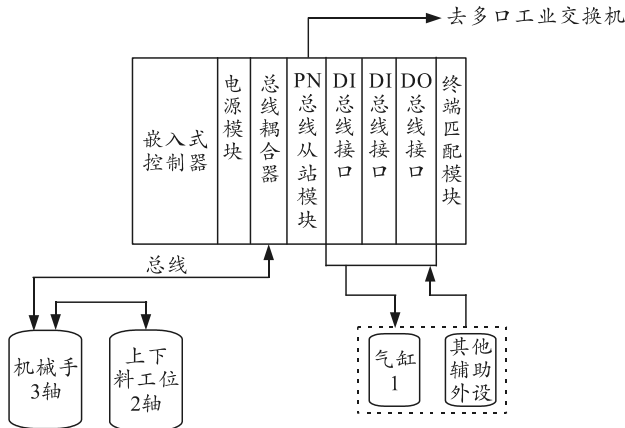 去多口工业交换机
嵌入式
控制器
电源模块
总线耦合器
PN
总线从站模块
DI
总线接口
DI
总线接口
DO
总线接口
终端匹配模块
总线
机械手
3轴
上下
料工位
2轴
气缸
1
其他
辅助
外设